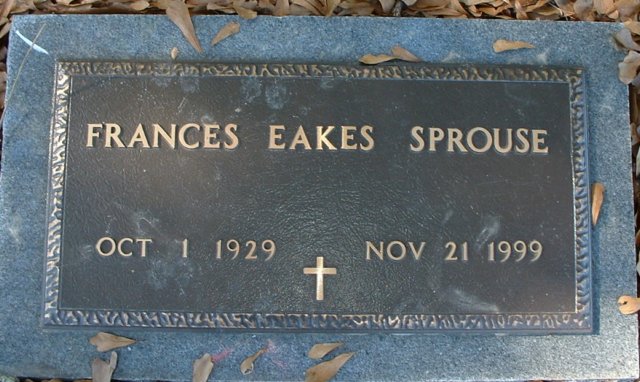 FRANCES EAKES SPROUSE
OCT 1 1929 NOV 21 1999